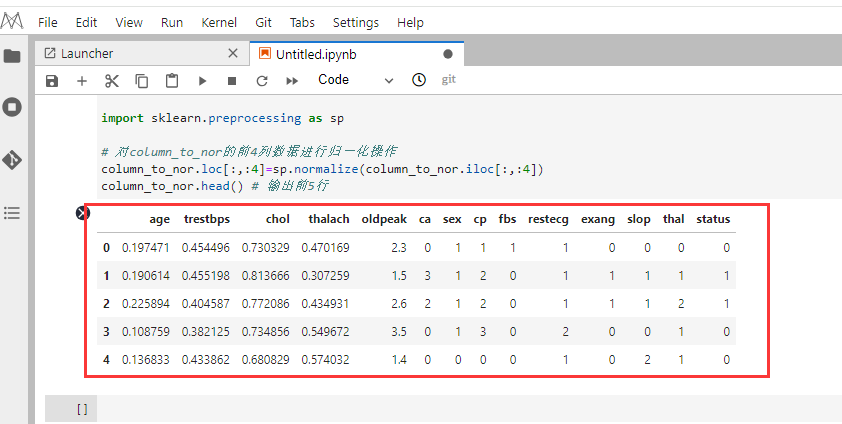 File Edit View Run Kernel Git Tabs Settings Help
Launcher Untitled.ipynb
Code git
import sklearn.preprocessing as sp
# 对column_to_nor的前4列数据进行归一化操作
column_to_nor.loc[:,:4]=sp.normalize(column_to_nor.iloc[:,:4])
column_to_nor.head() # 输出前5行
age trestbps chol thalach oldpeak ca sex cp fbs restecg exang slop thal status
0 0.197471 0.454496 0.730329 0.470169 2.3 0 1 1 1 1 0 0 0 0
1 0.190614 0.455198 0.813666 0.307259 1.5 3 1 2 0 1 1 1 1 1
2 0.225894 0.404587 0.772086 0.434931 2.6 2 1 2 0 1 1 1 2 1
3 0.108759 0.382125 0.734856 0.549672 3.5 0 1 3 0 2 0 0 1 0
4 0.136833 0.433862 0.680829 0.574032 1.4 0 0 0 0 1 0 2 1 0
[ ]